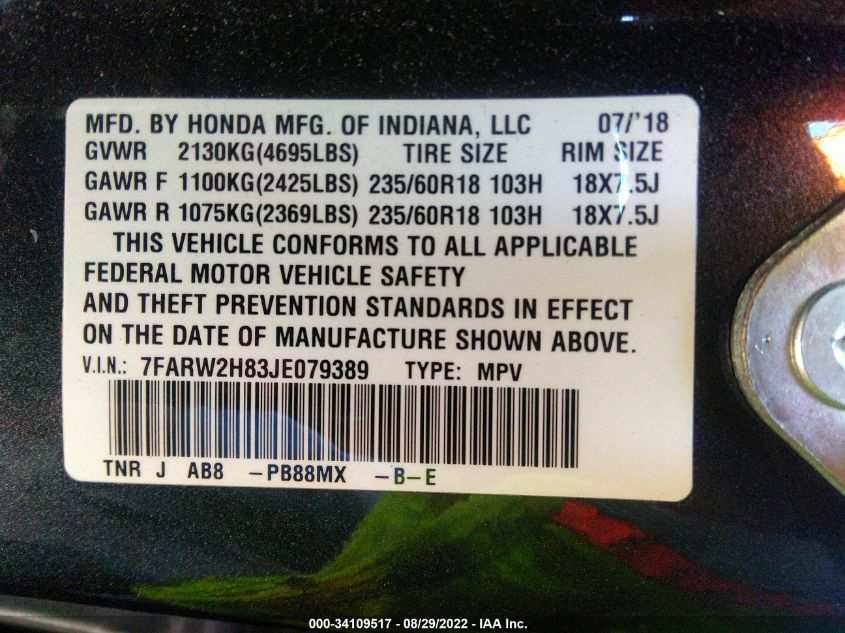 MFD. BY HONDA MFG. OF INDIANA, LLC 07/'18
GVWR 2130KG(4695LBS) TIRE SIZE RIM SIZE
GAWR F 1100KG(2425LBS) 235/60R18 103H 18X7.5J
GAWR R 1075KG(2369LBS) 235/60R18 103H 18X7.5J
THIS VEHICLE CONFORMS TO ALL APPLICABLE
FEDERAL MOTOR VEHICLE SAFETY
AND THEFT PREVENTION STANDARDS IN EFFECT
ON THE DATE OF MANUFACTURE SHOWN ABOVE.
V.I.N.: 7FARW2H83JE079389 TYPE: MPV
TNR J AB8 -PB88MX -B-E
000-34109517 - 08/29/2022 - IAA Inc.